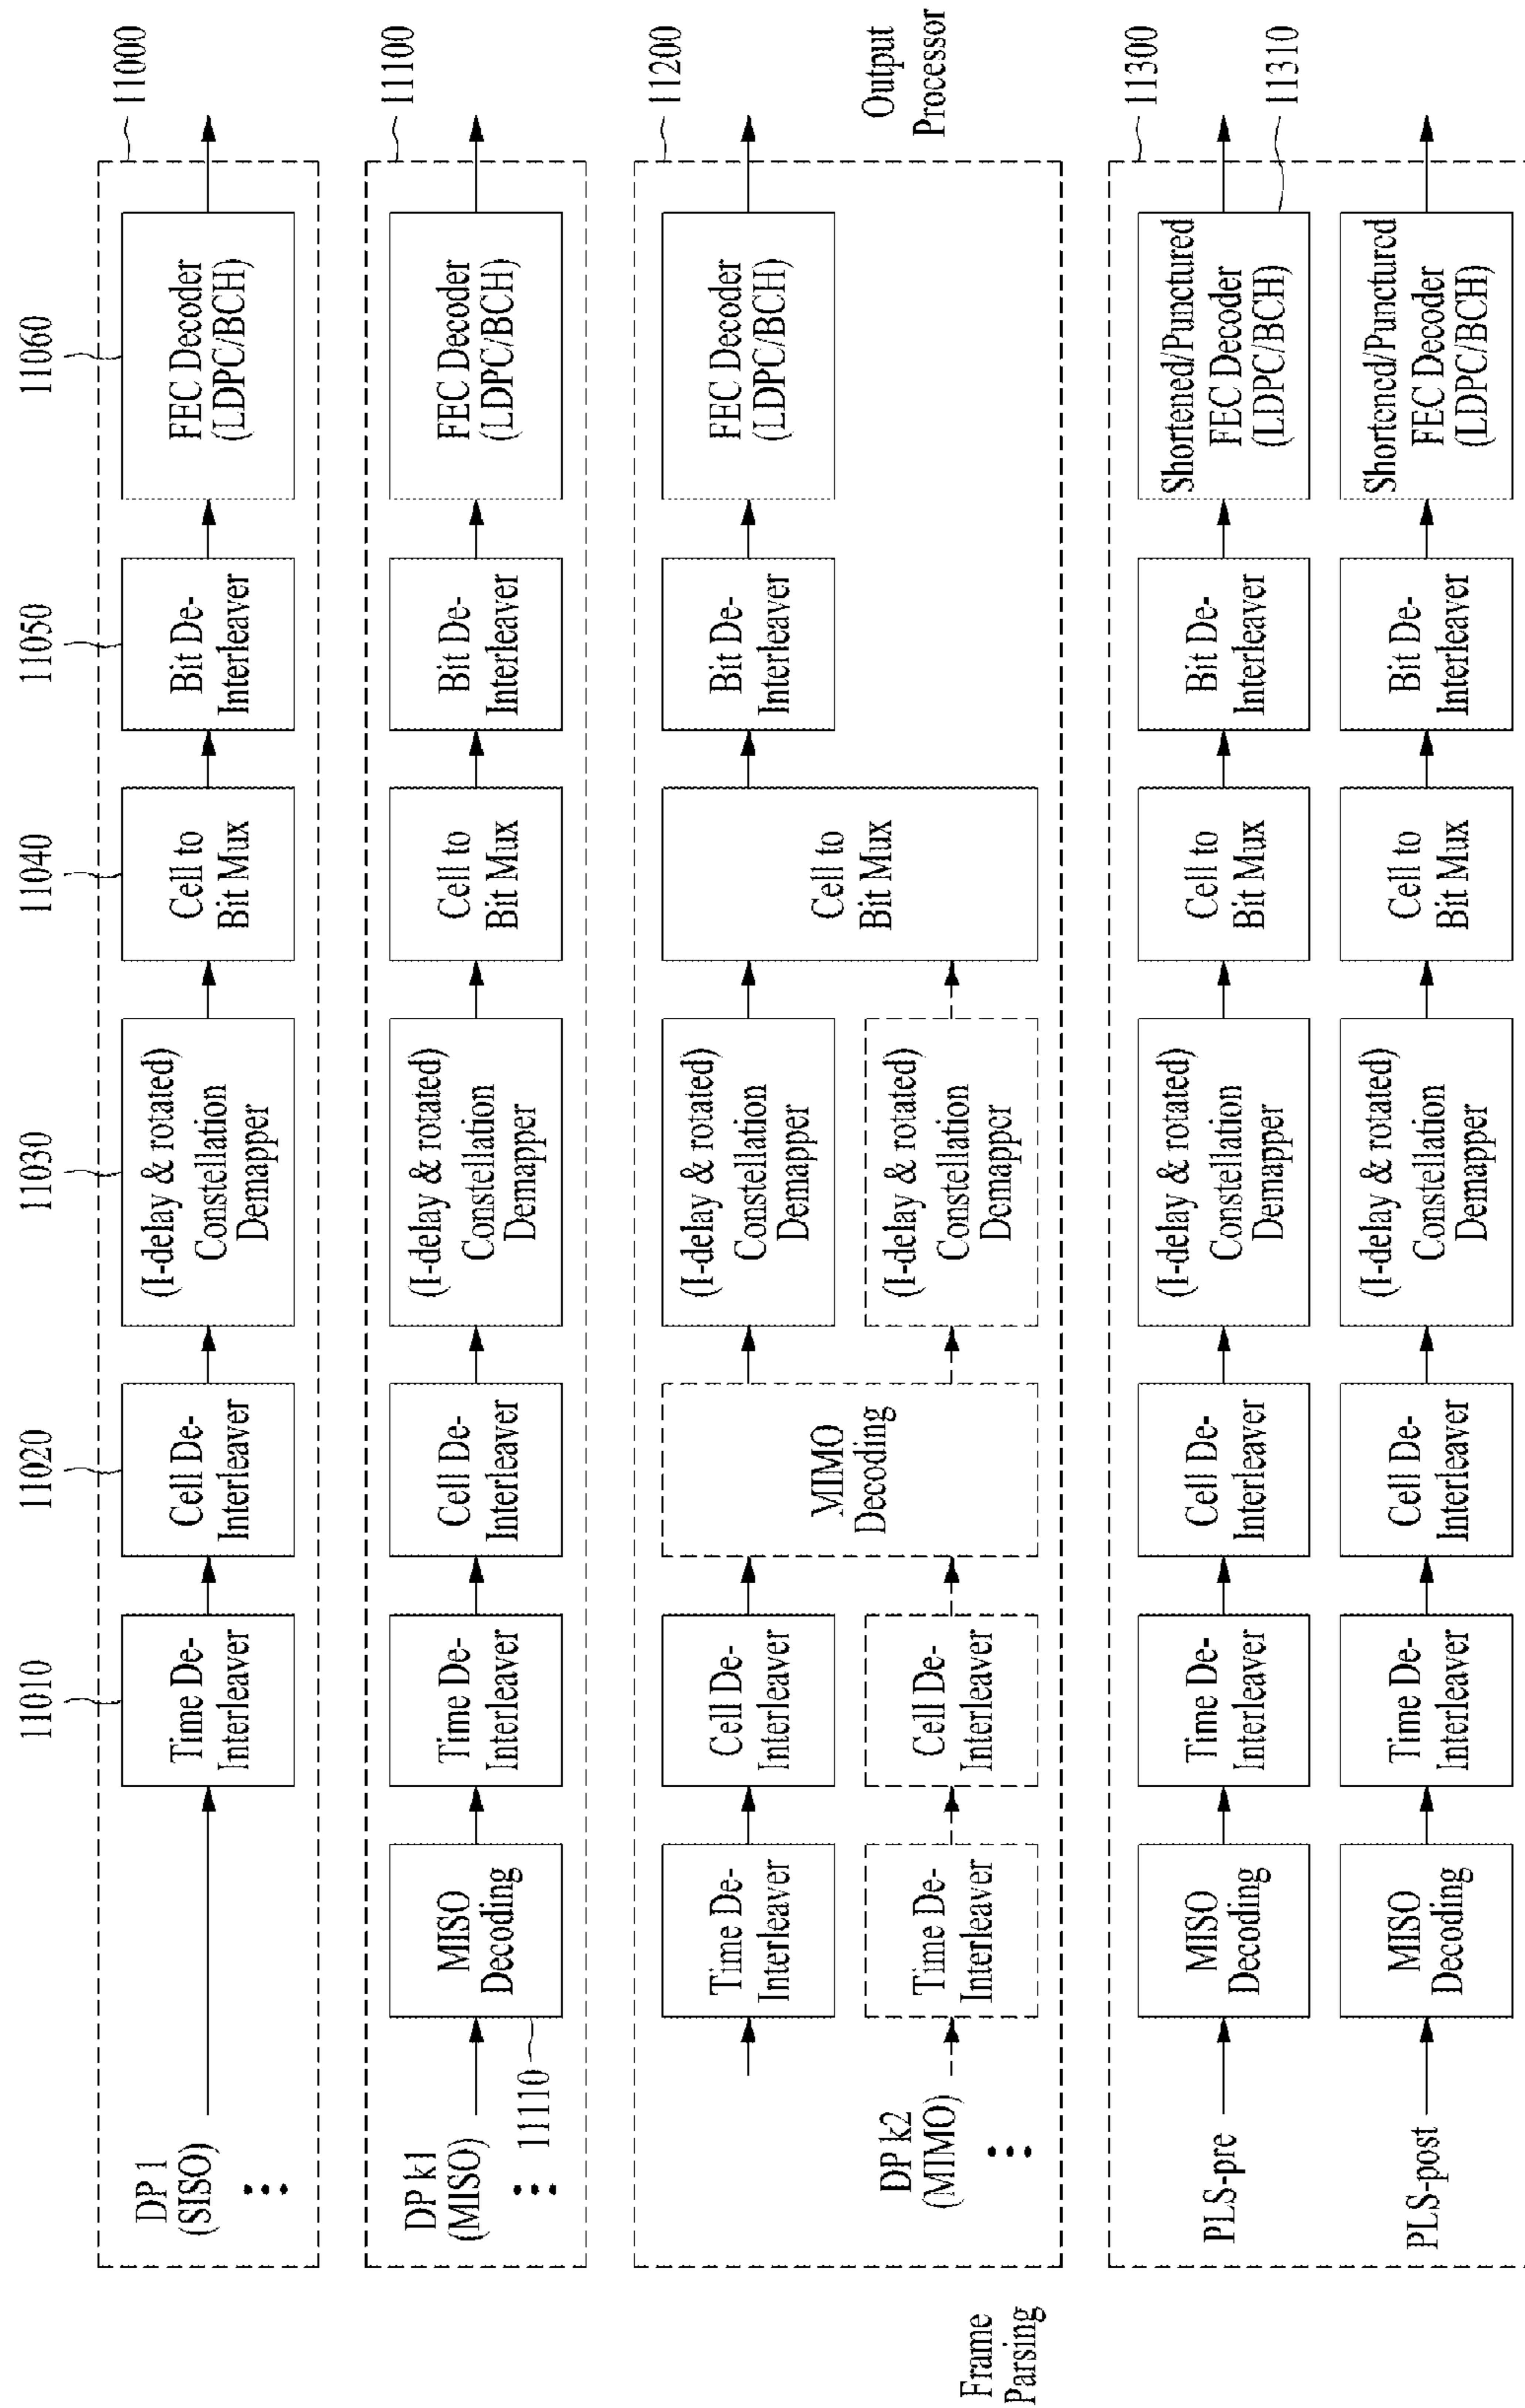 11010
11020
11030
11040
11050
11060
11000
DP 1
(SISO)
Time De-
Interleaver
Cell De-
Interleaver
(I-delay & rotated)
Constellation
Demapper
Cell to
Bit Mux
Bit De-
Interleaver
FEC Decoder
(LDPC/BCH)
11100
DP k1
(MISO)
11110
MISO
Decoding
Time De-
Interleaver
Cell De-
Interleaver
(I-delay & rotated)
Constellation
Demapper
Cell to
Bit Mux
Bit De-
Interleaver
FEC Decoder
(LDPC/BCH)
11200
Time De-
Interleaver
Cell De-
Interleaver
MIMO
Decoding
(I-delay & rotated)
Constellation
Demapper
Cell to
Bit Mux
Bit De-
Interleaver
FEC Decoder
(LDPC/BCH)
DP k2
(MIMO)
Time De-
Interleaver
Cell De-
Interleaver
(I-delay & rotated)
Constellation
Demapper
Frame
Parsing
Output
Processor
11300
PLS-pre
MISO
Decoding
Time De-
Interleaver
Cell De-
Interleaver
(I-delay & rotated)
Constellation
Demapper
Cell to
Bit Mux
Bit De-
Interleaver
Shortened/Punctured
FEC Decoder
(LDPC/BCH)
11310
PLS-post
MISO
Decoding
Time De-
Interleaver
Cell De-
Interleaver
(I-delay & rotated)
Constellation
Demapper
Cell to
Bit Mux
Bit De-
Interleaver
Shortened/Punctured
FEC Decoder
(LDPC/BCH)